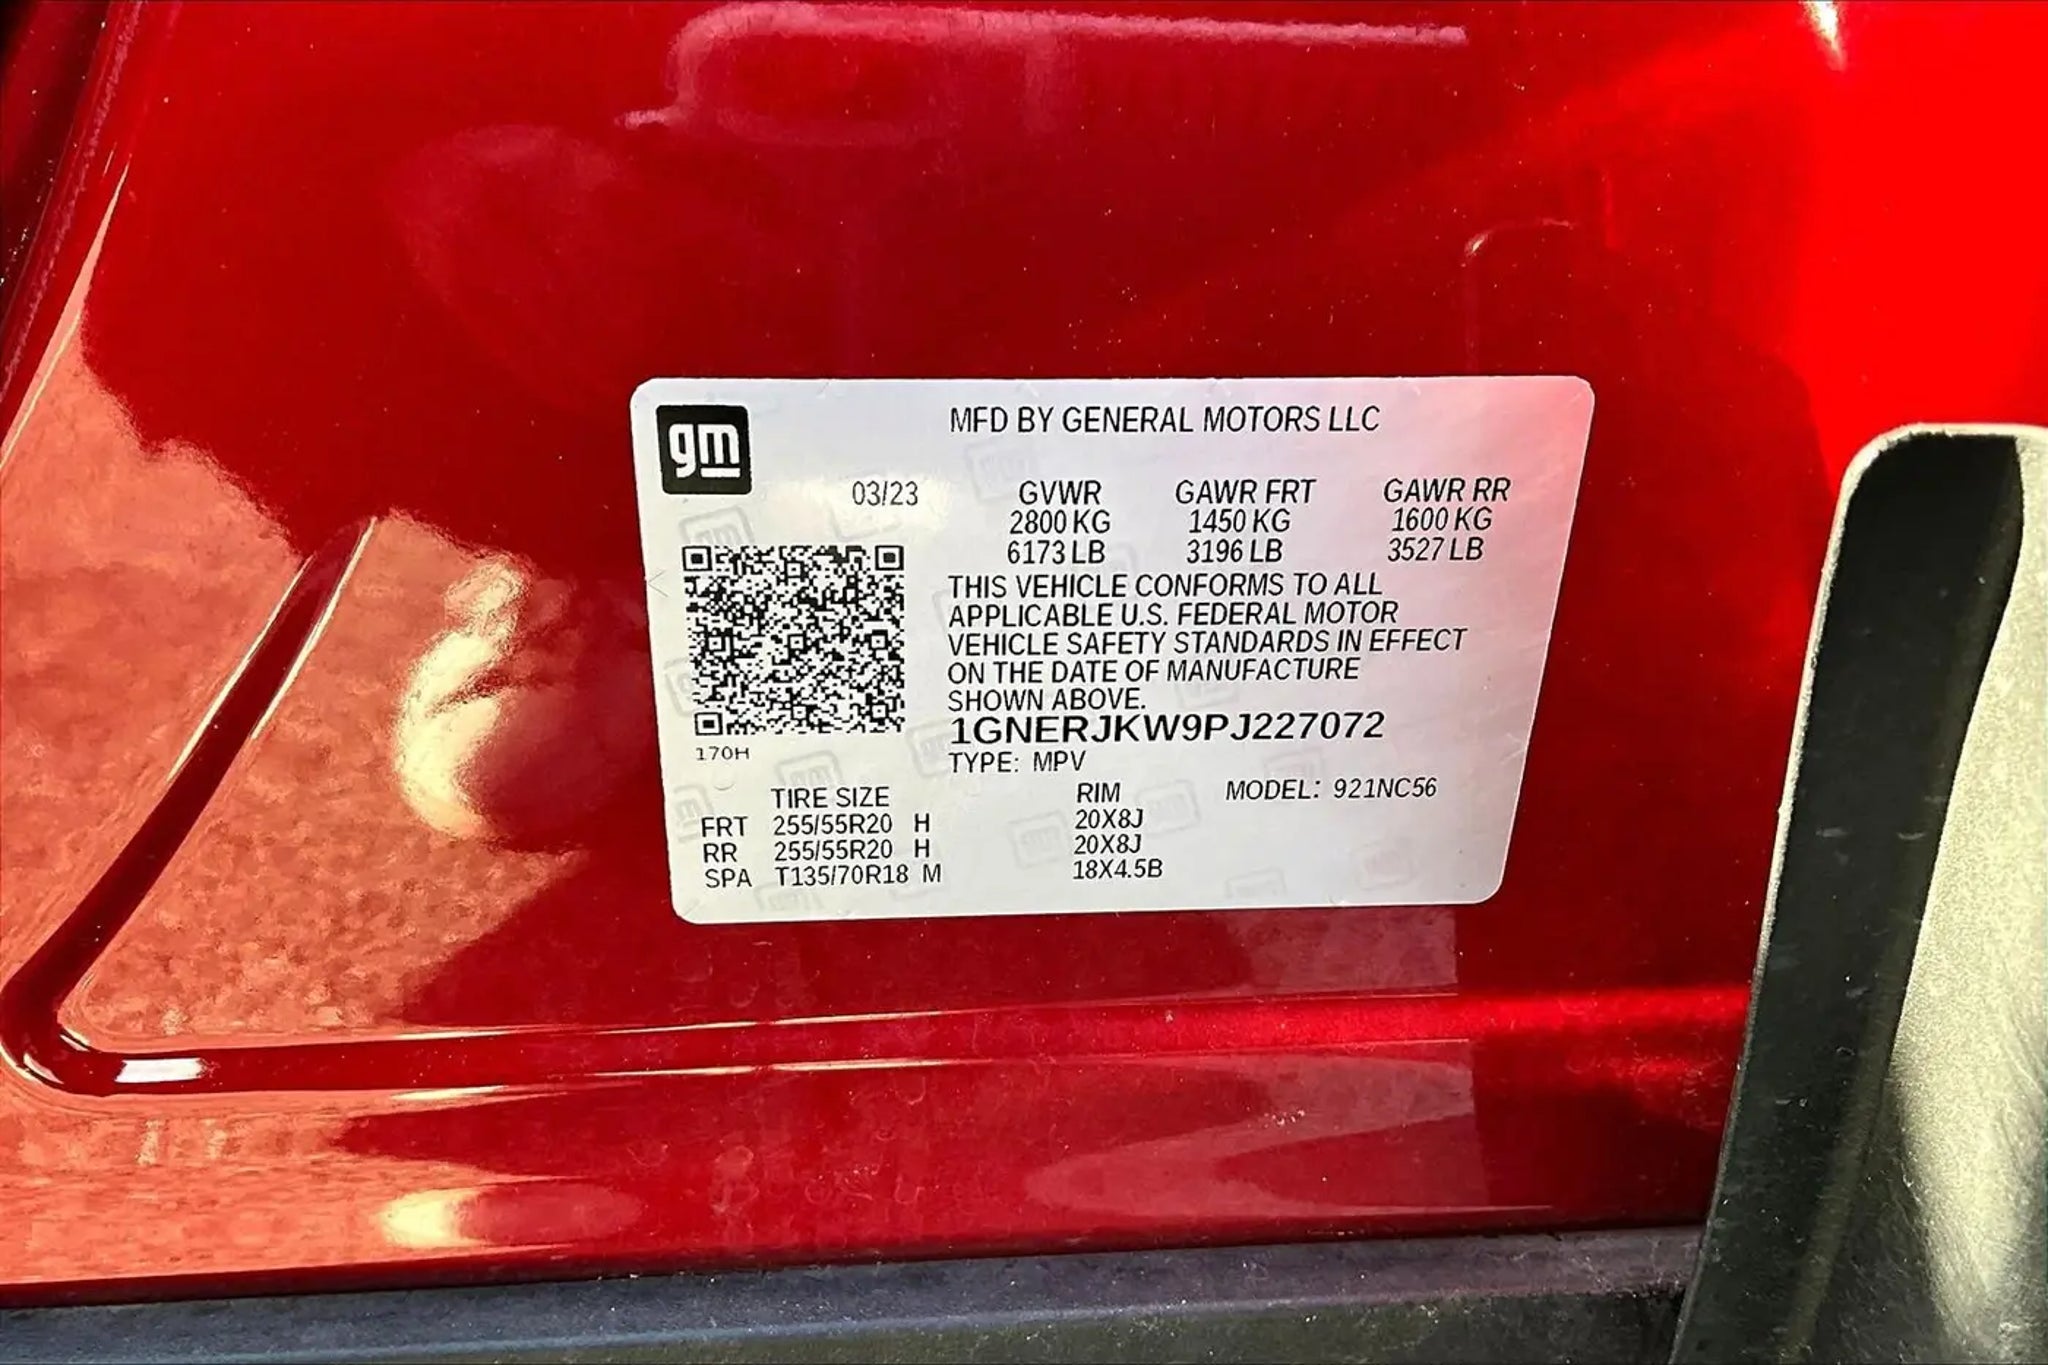 gm
MFD BY GENERAL MOTORS LLC
03/23 GVWR GAWR FRT GAWR RR
2800 KG 1450 KG 1600 KG
6173 LB 3196 LB 3527 LB
THIS VEHICLE CONFORMS TO ALL
APPLICABLE U.S. FEDERAL MOTOR
VEHICLE SAFETY STANDARDS IN EFFECT
ON THE DATE OF MANUFACTURE
SHOWN ABOVE.
1GNERJKW9PJ227072
170H
TYPE: MPV
TIRE SIZE RIM MODEL: 921NC56
FRT 255/55R20 H 20X8J
RR 255/55R20 H 20X8J
SPA T135/70R18 M 18X4.5B